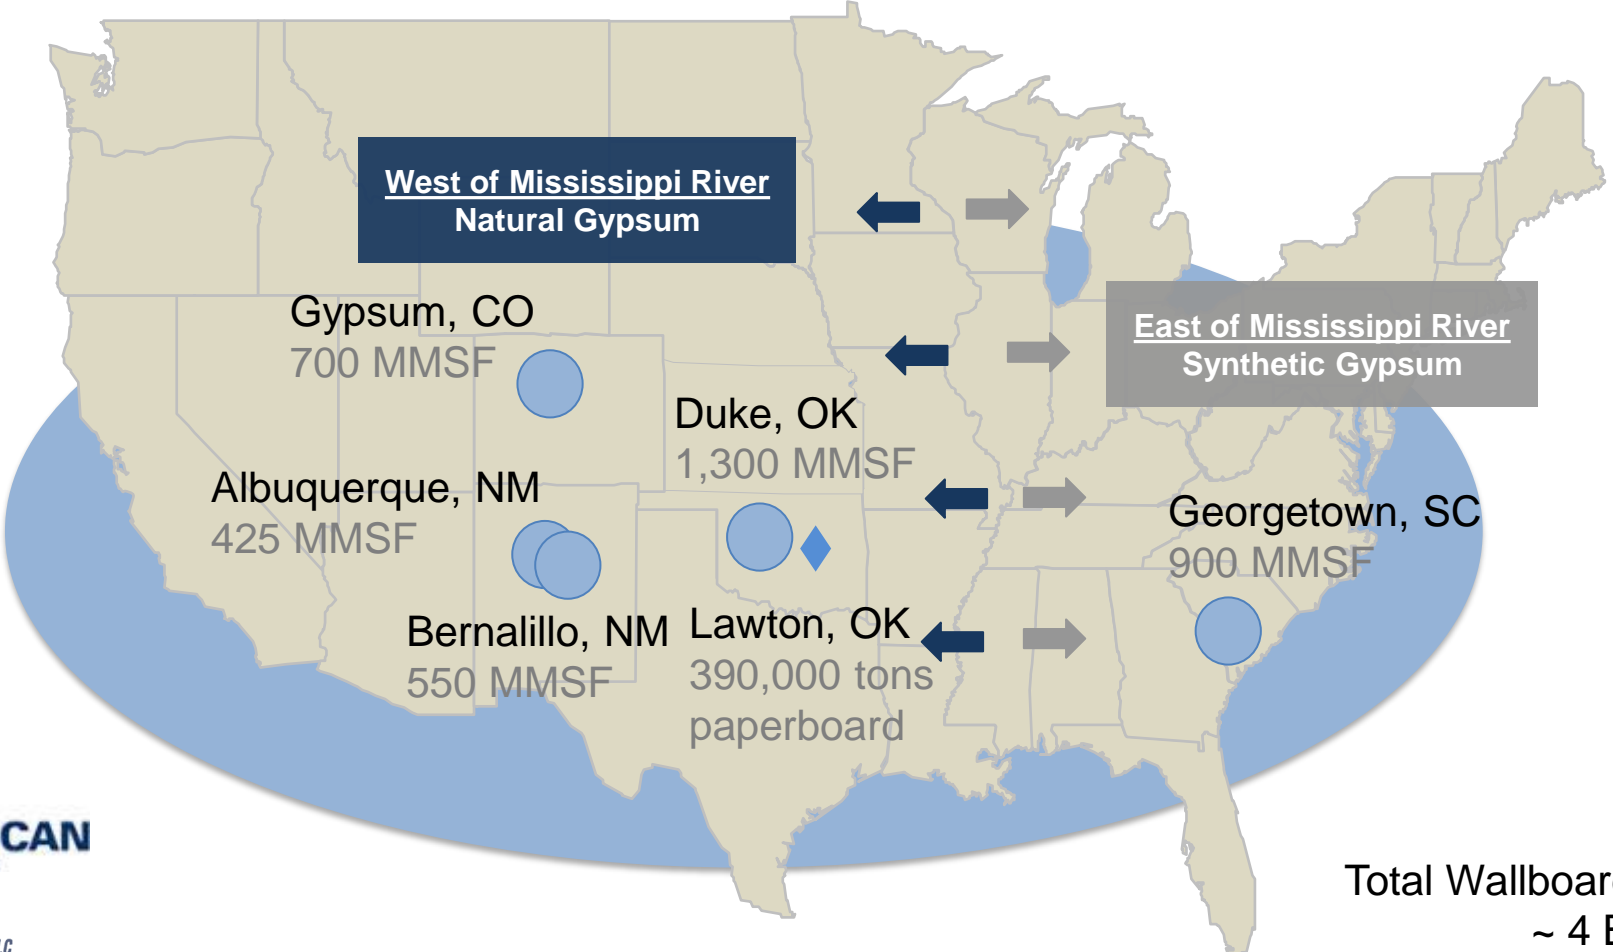 West of Mississippi River
Natural Gypsum
East of Mississippi River
Synthetic Gypsum
Gypsum, CO
700 MMSF
Duke, OK
1,300 MMSF
Albuquerque, NM
425 MMSF
Georgetown, SC
900 MMSF
Bernalillo, NM
550 MMSF
Lawton, OK
390,000 tons
paperboard
CAN
Total
~ 4